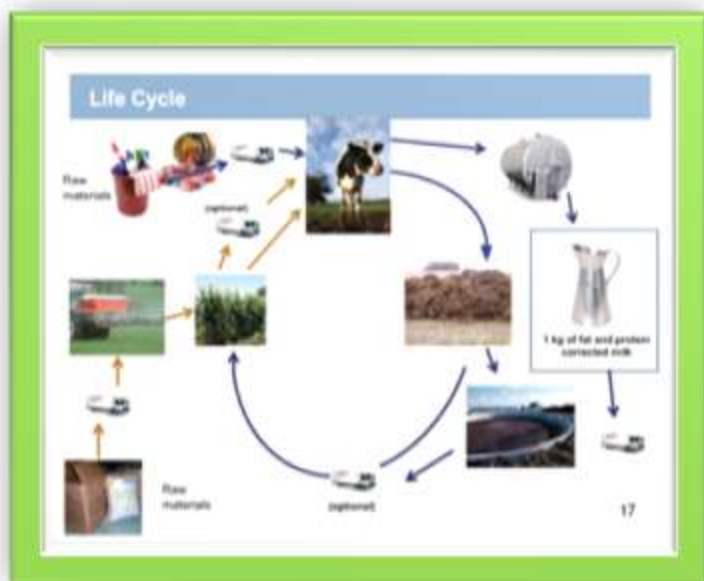 Life Cycle
Raw
materials
(optional)
1 kg of fat and protein
corrected milk
Raw
materials
(optional)
17